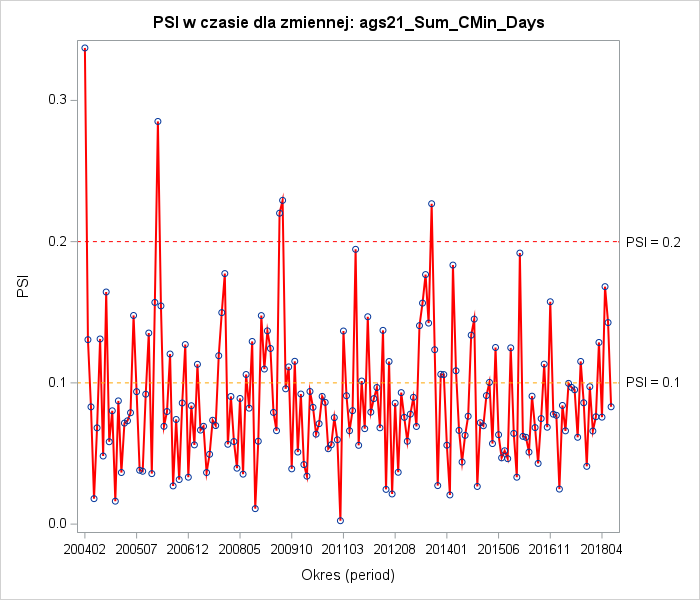 PSI w czasie dla zmiennej: ags21_Sum_CMin_Days
0.3
0.2
PSI = 0.2
PSI
0.1
PSI = 0.1
0.0
200402 200507 200612 200805 200910 201103 201208 201401 201506 201611 201804
Okres (period)